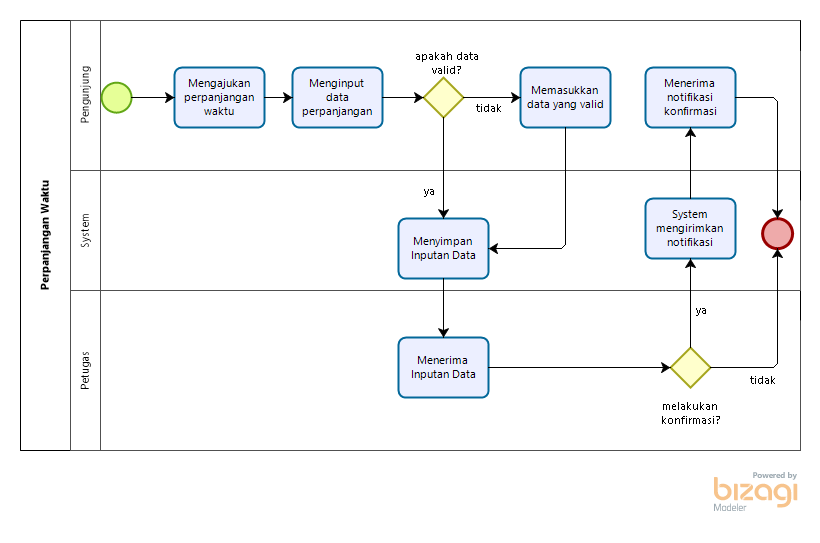 Perpanjangan Waktu
Pengunjung
Mengajukan
perpanjangan
waktu
Menginput
data
perpanjangan
apakah data
valid?
tidak
Memasukkan
data yang valid
Menerima
notifikasi
konfirmasi
System
ya
Menyimpan
Inputan Data
System
mengirimkan
notifikasi
Petugas
Menerima
Inputan Data
ya
tidak
melakukan
konfirmasi?
Powered by
bizagi
Modeler